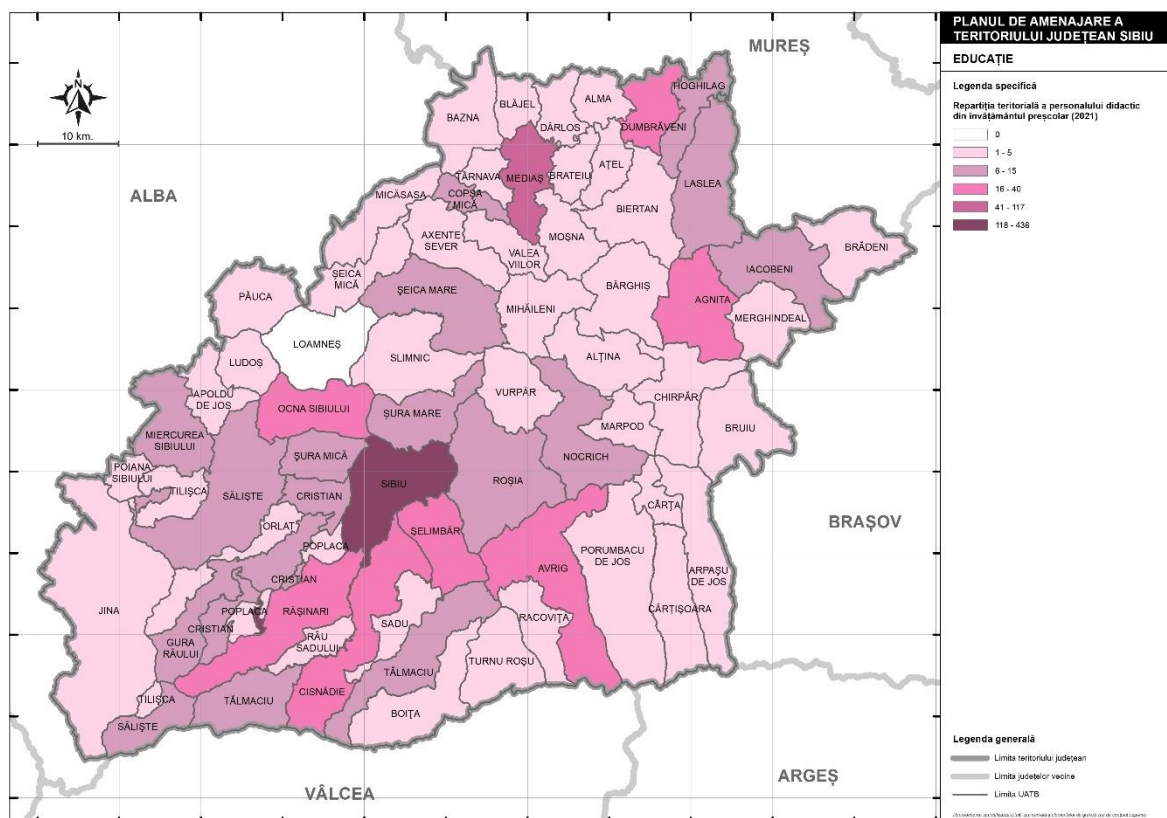 PLANUL DE AMENAJARE A
TERITORIULUI JUDEȚEAN SIBIU
EDUCAȚIE
Legenda specifică
Repartiția teritorială a personalului didactic
din învățământul preșcolar (2021)
0
1 - 5
6 - 15
16 - 40
41 - 117
118 - 436
N
10 km.
MUREȘ
ALBA
BRAȘOV
ARGEȘ
VÂLCEA
HOGHILAG
BLĂJEL
ALMA
BAZNA
DÂRLOS
DUMBRĂVENI
AȚEL
TÂRNAVA
MEDIAȘ
BRATEIU
LASLEA
COPȘA
MICĂ
MICĂSASA
BIERTAN
AXENTE
SEVER
MOȘNA
VALEA
VIILOR
BRĂDENI
IACOBENI
ȘEICA
MICĂ
ȘEICA MARE
BÂRGHIȘ
PĂUCA
AGNITA
MIHĂILENI
MERGHINDEAL
LOAMNEȘ
LUDOȘ
SLIMNIC
ALȚINA
APOLDU
DE JOS
VURPĂR
CHIRPĂR
OCNA SIBIULUI
ȘURA MARE
MARPOD
BRUIU
MIERCUREA
SIBIULUI
ȘURA MICĂ
NOCRICH
POIANA
SIBIULUI
TILIȘCA
SĂLIȘTE
CRISTIAN
SIBIU
ROȘIA
CÂRȚA
ORLAT
ȘELIMBĂR
POPLACA
PORUMBACU
DE JOS
AVRIG
ARPAȘU
DE JOS
CRISTIAN
JINA
POPLACA
RĂȘINARI
CÂRȚIȘOARA
RACOVIȚA
SADU
CRISTIAN
GURA
RÂULUI
RÂU
SADULUI
TURNU ROȘU
TĂLMACIU
TILIȘCA
TĂLMACIU
CISNĂDIE
BOIȚA
SĂLIȘTE
Legenda generală
Limita teritoriului județean
Limita județelor vecine
Limita UATB